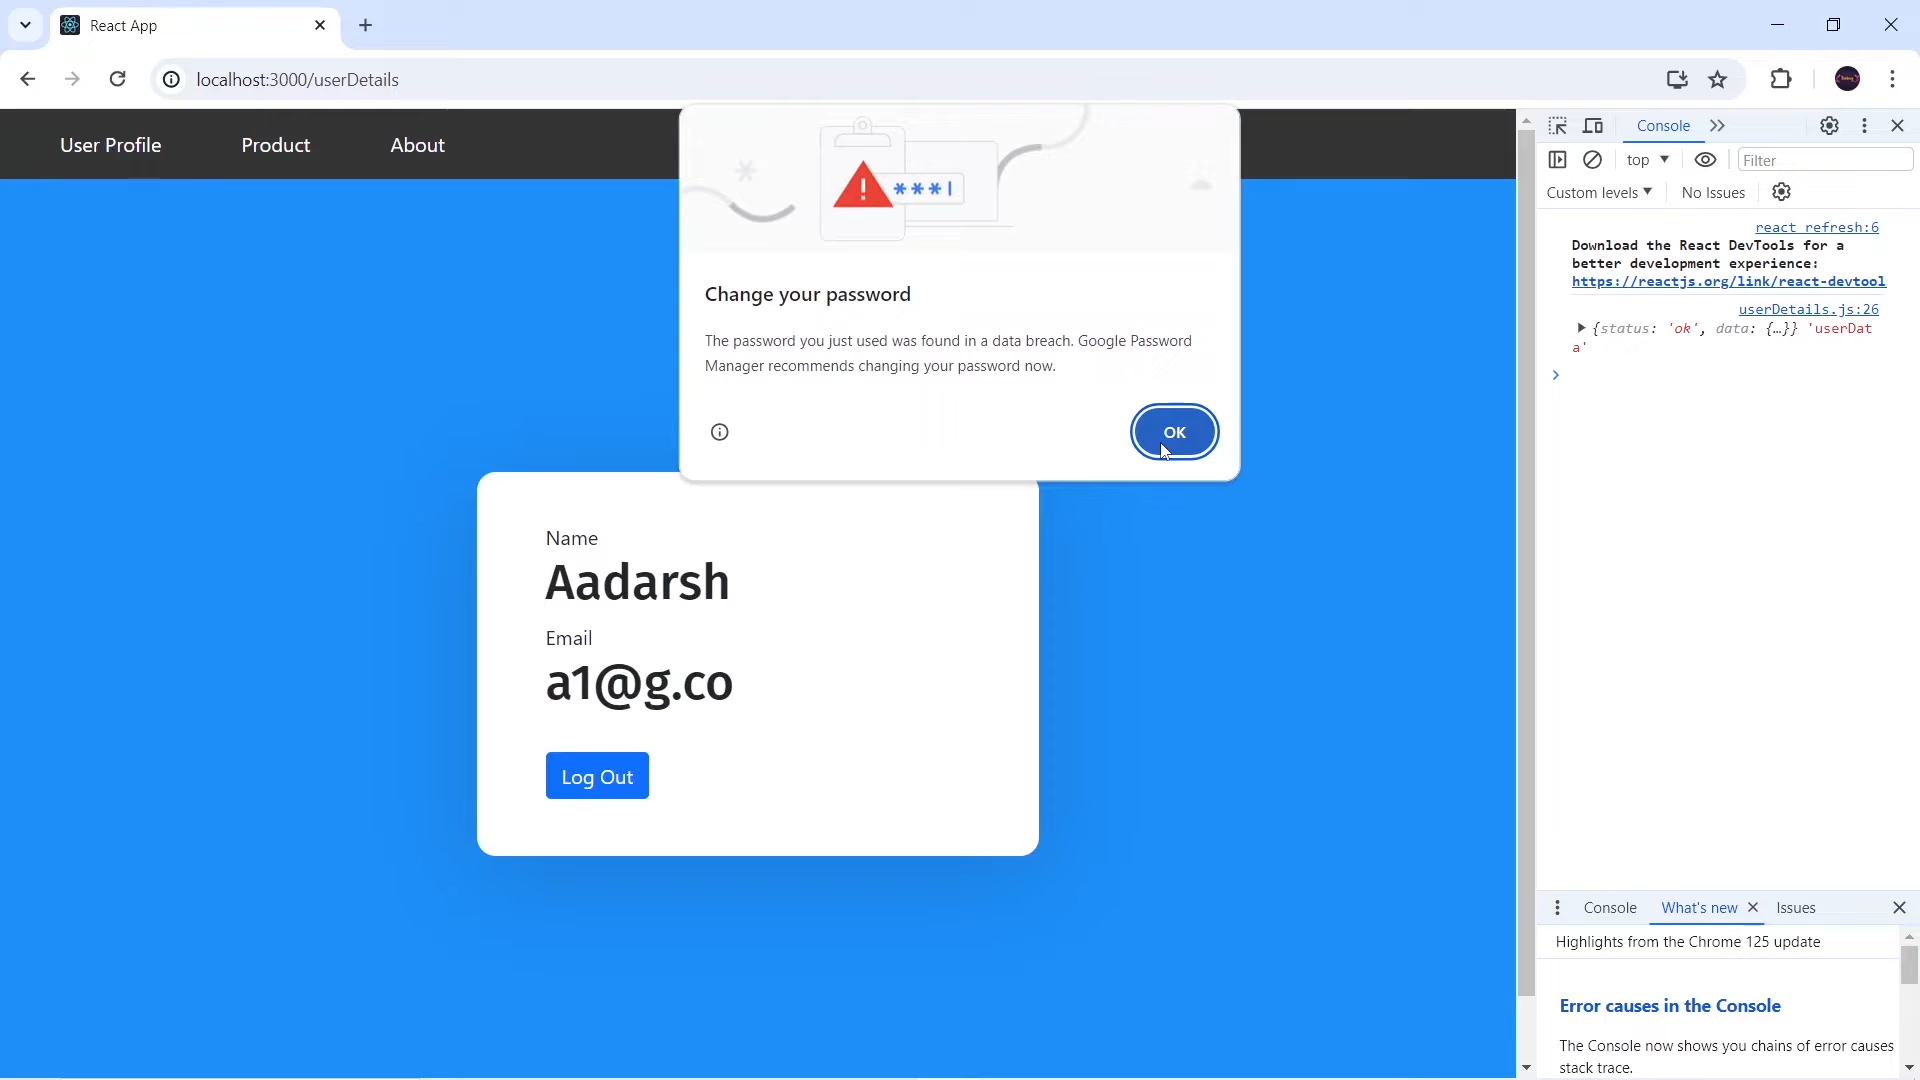 React App
localhost:3000/userDetails
User Profile
Product
About
***|
Change your password
The password you just used was found in a data breach. Google Password
Manager recommends changing your password now.
OK
Name
Aadarsh
Email
a1@g.co
Log Out
Console
top
Filter
Custom levels
No Issues
react refresh:6
Download the React DevTools for a
better development experience:
https://reactjs.org/link/react-devtool
userDetails.js:26
{status: 'ok', data: {…}} 'userDat
a'
Console
What's new
Issues
Highlights from the Chrome 125 update
Error causes in the Console
The Console now shows you chains of error causes
stack trace.